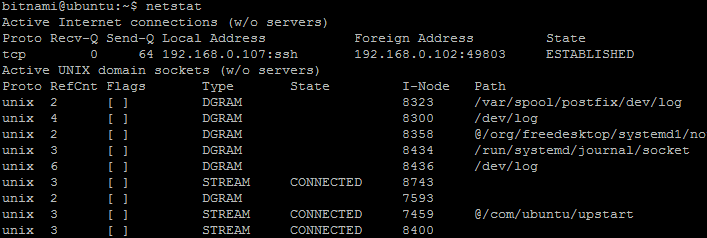 bitnami@ubuntu:~$ netstat
Active Internet connections (w/o servers)
Proto Recv-Q Send-Q Local Address           Foreign Address         State
tcp        0     64 192.168.0.107:ssh       192.168.0.102:49803     ESTABLISHED
Active UNIX domain sockets (w/o servers)
Proto RefCnt Flags       Type       State         I-Node   Path
unix  2      [ ]         DGRAM                    8323     /var/spool/postfix/dev/log
unix  4      [ ]         DGRAM                    8300     /dev/log
unix  2      [ ]         DGRAM                    8358     @/org/freedesktop/systemd1/no
unix  3      [ ]         DGRAM                    8434     /run/systemd/journal/socket
unix  6      [ ]         DGRAM                    8436     /dev/log
unix  3      [ ]         STREAM     CONNECTED     8743
unix  2      [ ]         DGRAM                    7593
unix  3      [ ]         STREAM     CONNECTED     7459     @/com/ubuntu/upstart
unix  3      [ ]         STREAM     CONNECTED     8400